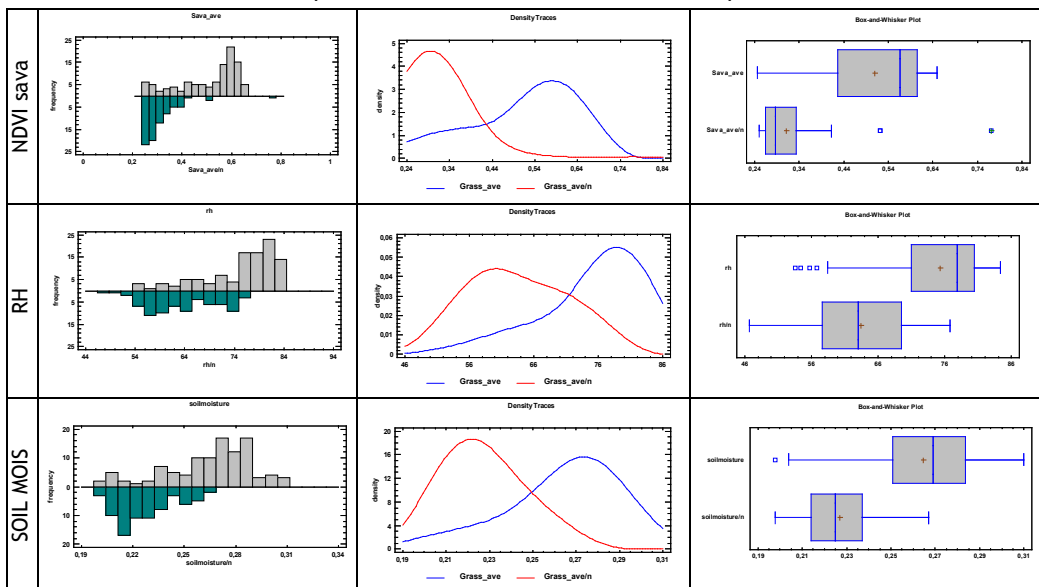 NDVI sava
Sava_ave
frequency
25
15
5
5
15
25
0 0,2 0,4 0,6 0,8 1
Sava_ave/n
Density Traces
density
5
4
3
2
1
0
0,24 0,34 0,44 0,54 0,64 0,74 0,84
Grass_ave Grass_ave/n
Box-and-Whisker Plot
Sava_ave
Sava_ave/n
0,24 0,34 0,44 0,54 0,64 0,74 0,84
RH
rh
frequency
25
15
5
5
15
25
44 54 64 74 84 94
rh/n
Density Traces
density
0,06
0,05
0,04
0,03
0,02
0,01
0
46 56 66 76 86
Grass_ave Grass_ave/n
Box-and-Whisker Plot
rh
rh/n
46 56 66 76 86
SOIL MOIS
soilmoisture
frequency
20
10
0
10
20
0,19 0,22 0,25 0,28 0,31 0,34
soilmoisture/n
Density Traces
density
20
16
12
8
4
0
0,19 0,21 0,23 0,25 0,27 0,29 0,31
Grass_ave Grass_ave/n
Box-and-Whisker Plot
soilmoisture
soilmoisture/n
0,19 0,21 0,23 0,25 0,27 0,29 0,31